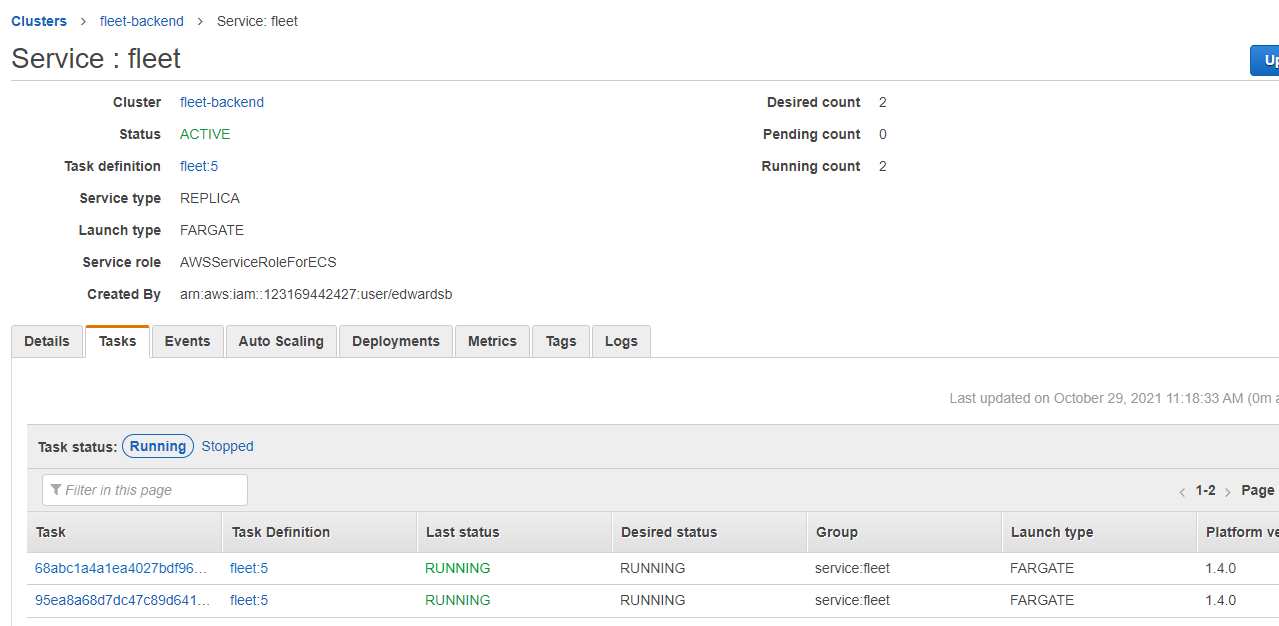 Clusters > fleet-backend > Service: fleet
Service : fleet
Up
Cluster fleet-backend Desired count 2
Status ACTIVE Pending count 0
Task definition fleet:5 Running count 2
Service type REPLICA
Launch type FARGATE
Service role AWSServiceRoleForECS
Created By arn:aws:iam::123169442427:user/edwardsb
Details Tasks Events Auto Scaling Deployments Metrics Tags Logs
Last updated on October 29, 2021 11:18:33 AM (0m a
Task status: Running Stopped
Filter in this page < 1-2 > Page
Task Task Definition Last status Desired status Group Launch type Platform ve
68abc1a4a1ea4027bdf96... fleet:5 RUNNING RUNNING service:fleet FARGATE 1.4.0
95ea8a68d7dc47c89d641... fleet:5 RUNNING RUNNING service:fleet FARGATE 1.4.0